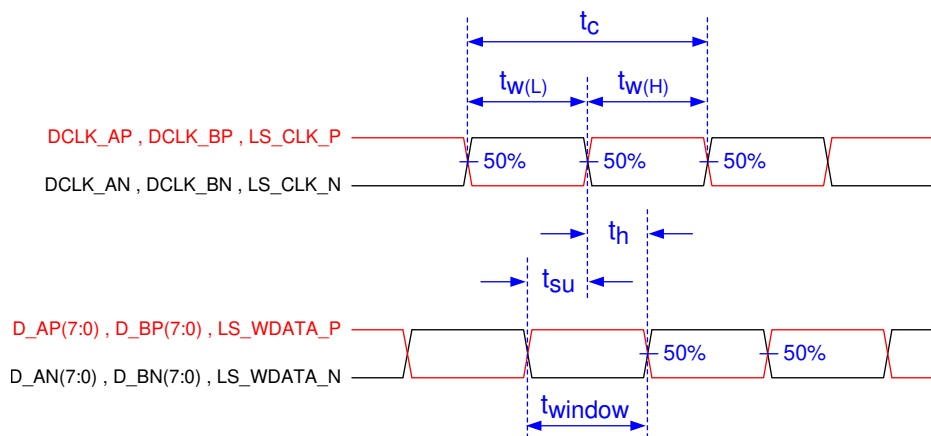 tc
tw(L) tw(H)
DCLK_AP , DCLK_BP , LS_CLK_P
50% 50% 50%
DCLK_AN , DCLK_BN , LS_CLK_N
th
tsu
D_AP(7:0) , D_BP(7:0) , LS_WDATA_P
50% 50%
D_AN(7:0) , D_BN(7:0) , LS_WDATA_N
twindow